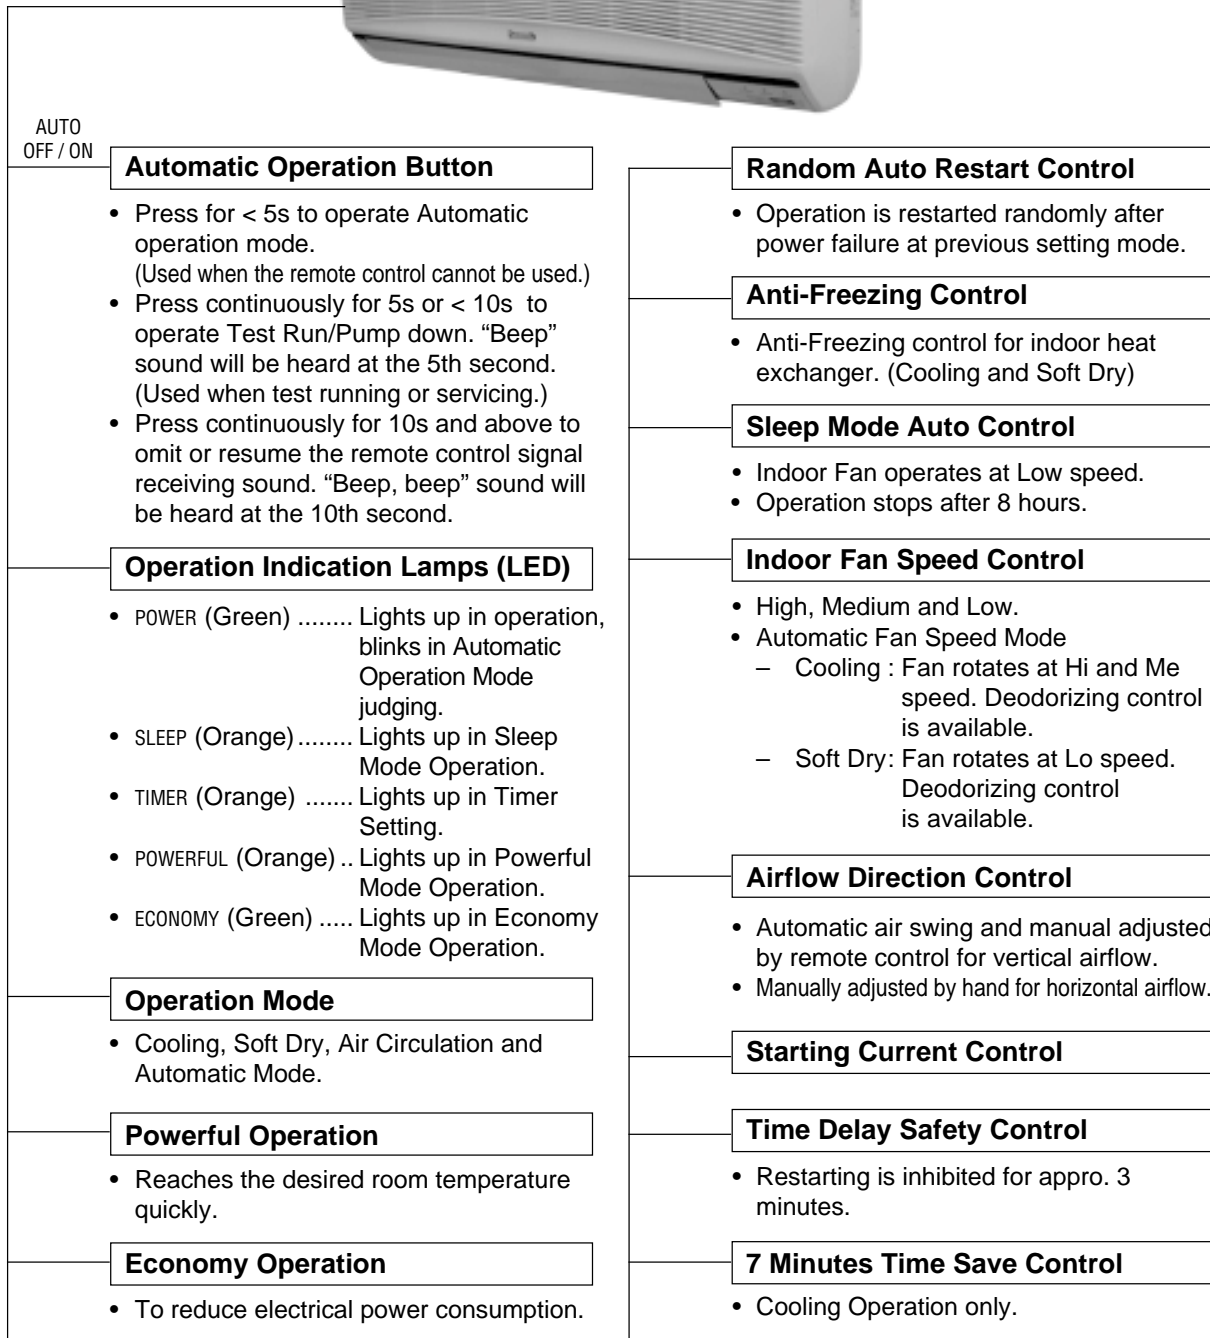 AUTO
OFF / ON
Automatic Operation Button
• Press for < 5s to operate Automatic
operation mode.
(Used when the remote control cannot be used.)
• Press continuously for 5s or < 10s to
operate Test Run/Pump down. “Beep”
sound will be heard at the 5th second.
(Used when test running or servicing.)
• Press continuously for 10s and above to
omit or resume the remote control signal
receiving sound. “Beep, beep” sound will
be heard at the 10th second.
Operation Indication Lamps (LED)
• POWER (Green) ........ Lights up in operation,
blinks in Automatic
Operation Mode
judging.
• SLEEP (Orange) ........ Lights up in Sleep
Mode Operation.
• TIMER (Orange) ....... Lights up in Timer
Setting.
• POWERFUL (Orange) .. Lights up in Powerful
Mode Operation.
• ECONOMY (Green) ..... Lights up in Economy
Mode Operation.
Operation Mode
• Cooling, Soft Dry, Air Circulation and
Automatic Mode.
Powerful Operation
• Reaches the desired room temperature
quickly.
Economy Operation
• To reduce electrical power consumption.
Random Auto Restart Control
• Operation is restarted randomly after
power failure at previous setting mode.
Anti-Freezing Control
• Anti-Freezing control for indoor heat
exchanger. (Cooling and Soft Dry)
Sleep Mode Auto Control
• Indoor Fan operates at Low speed.
• Operation stops after 8 hours.
Indoor Fan Speed Control
• High, Medium and Low.
• Automatic Fan Speed Mode
– Cooling : Fan rotates at Hi and Me
speed. Deodorizing control
is available.
– Soft Dry: Fan rotates at Lo speed.
Deodorizing control
is available.
Airflow Direction Control
• Automatic air swing and manual adjusted
by remote control for vertical airflow.
• Manually adjusted by hand for horizontal airflow.
Starting Current Control
Time Delay Safety Control
• Restarting is inhibited for appro. 3
minutes.
7 Minutes Time Save Control
• Cooling Operation only.